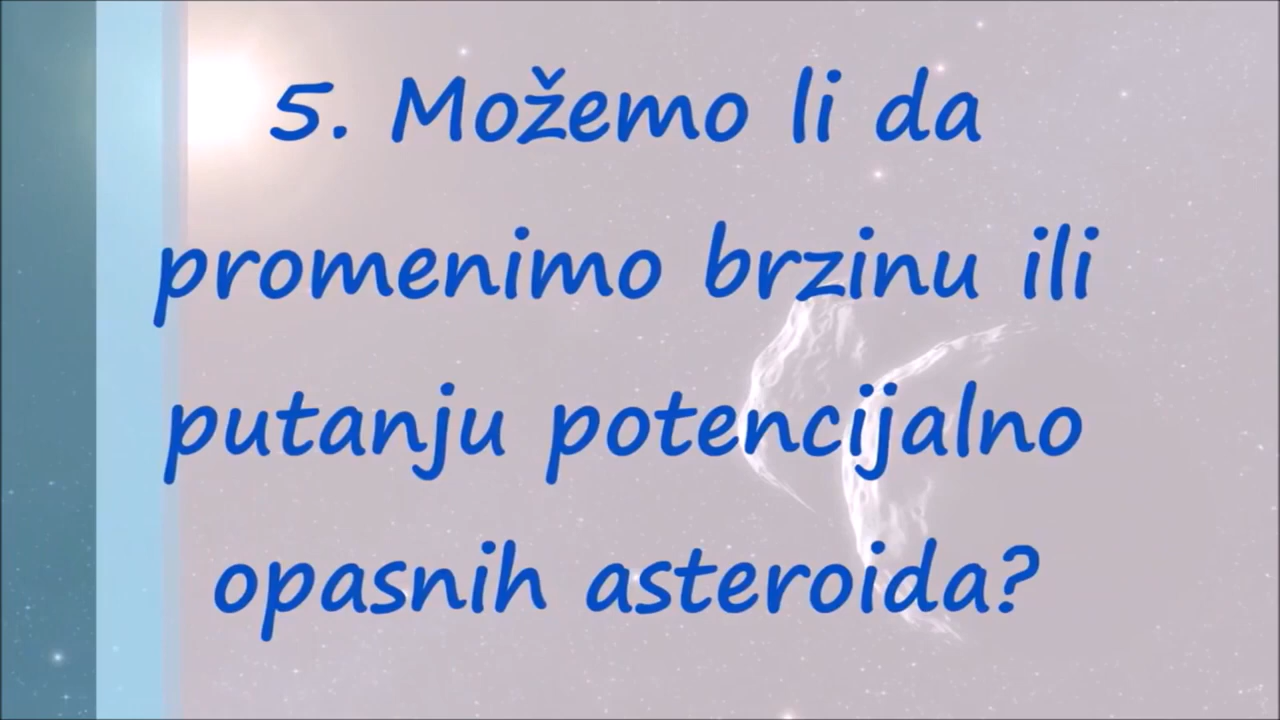 5. Možemo li da
promenimo brzinu ili
putanju potencijalno
opasnih asteroida?